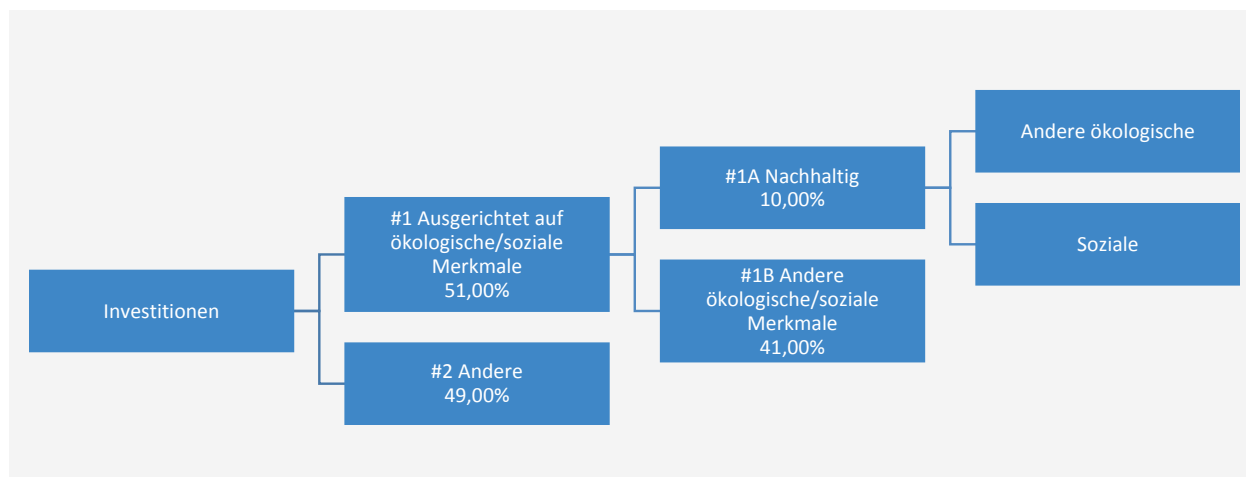 Investitionen
#1 Ausgerichtet auf
ökologische/soziale
Merkmale
51,00%
#2 Andere
49,00%
#1A Nachhaltig
10,00%
#1B Andere
ökologische/soziale
Merkmale
41,00%
Andere ökologische
Soziale